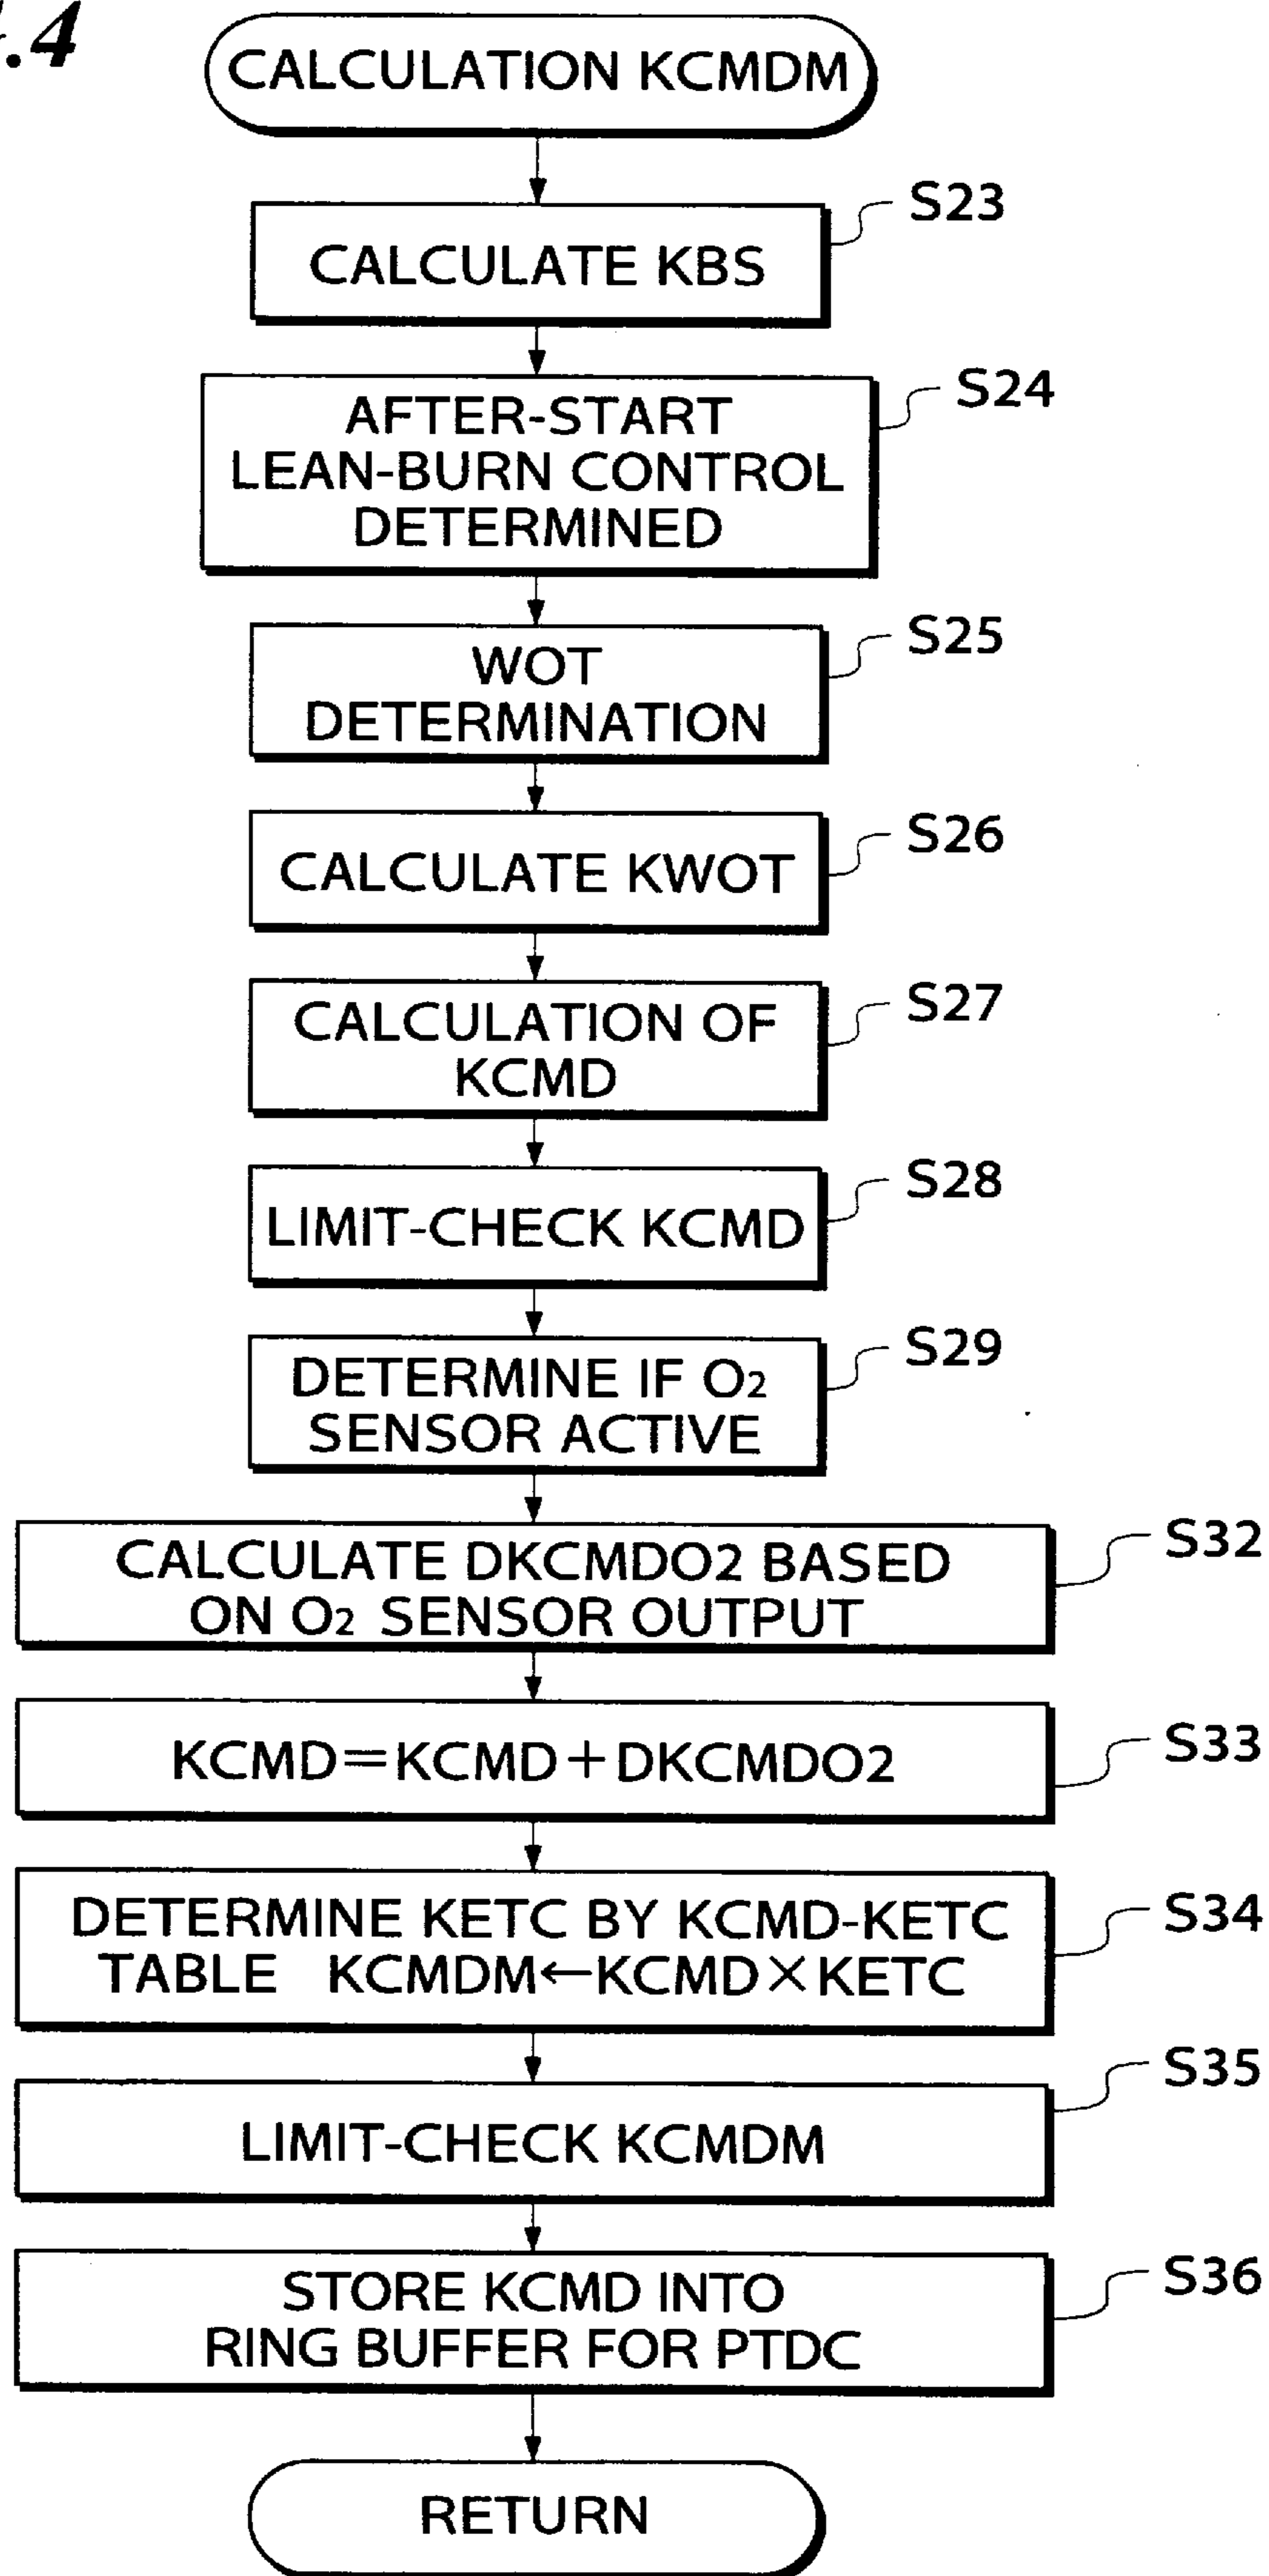 .4
CALCULATION KCMDM
S23
CALCULATE KBS
S24
AFTER-START
LEAN-BURN CONTROL
DETERMINED
S25
WOT
DETERMINATION
S26
CALCULATE KWOT
S27
CALCULATION OF
KCMD
S28
LIMIT-CHECK KCMD
S29
DETERMINE IF O₂
SENSOR ACTIVE
S32
CALCULATE DKCMDO2 BASED
ON O₂ SENSOR OUTPUT
S33
KCMD=KCMD+DKCMDO2
S34
DETERMINE KETC BY KCMD-KETC
TABLE KCMDM←KCMD×KETC
S35
LIMIT-CHECK KCMDM
S36
STORE KCMD INTO
RING BUFFER FOR PTDC
RETURN